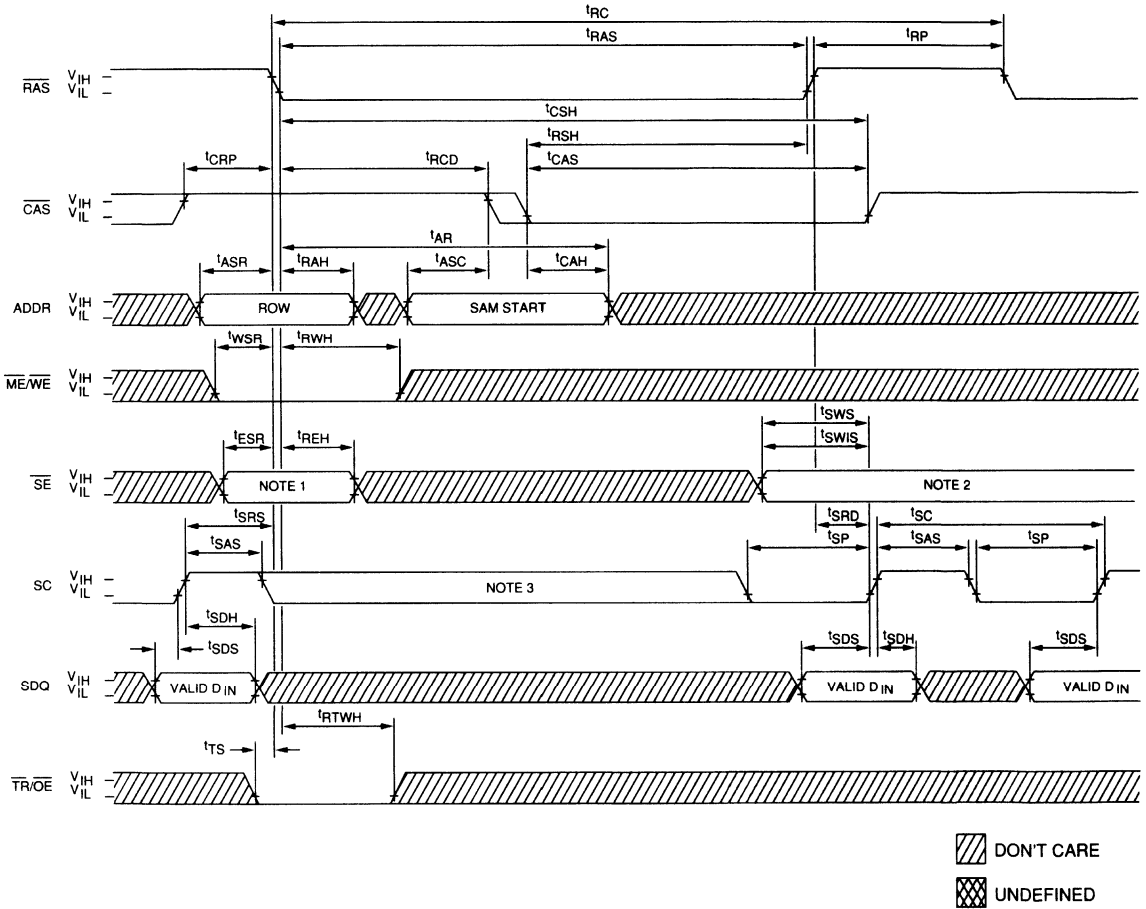 tRC
tRAS
tRP
RAS
VIH
VIL
tCSH
tRSH
tCRP
tRCD
tCAS
CAS
VIH
VIL
tAR
tASR
tRAH
tASC
tCAH
ADDR
VIH
VIL
ROW
SAM START
tWSR
tRWH
ME/WE
VIH
VIL
tSWS
tESR
tREH
tSWIS
SE
VIH
VIL
NOTE 1
NOTE 2
tSRS
tSRD
tSC
tSAS
tSP
tSAS
tSP
SC
VIH
VIL
NOTE 3
tSDH
tSDS
tSDS
tSDH
tSDS
SDQ
VIH
VIL
VALID DIN
VALID DIN
VALID DIN
tRTWH
tTS
TR/OE
VIH
VIL
DON'T CARE
UNDEFINED